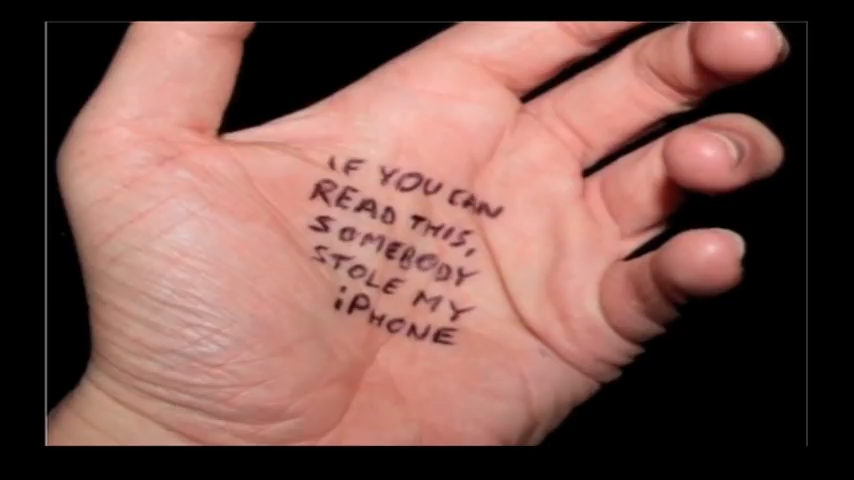 IF YOU CAN
READ THIS,
SOMEBODY
STOLE MY
iPHONE